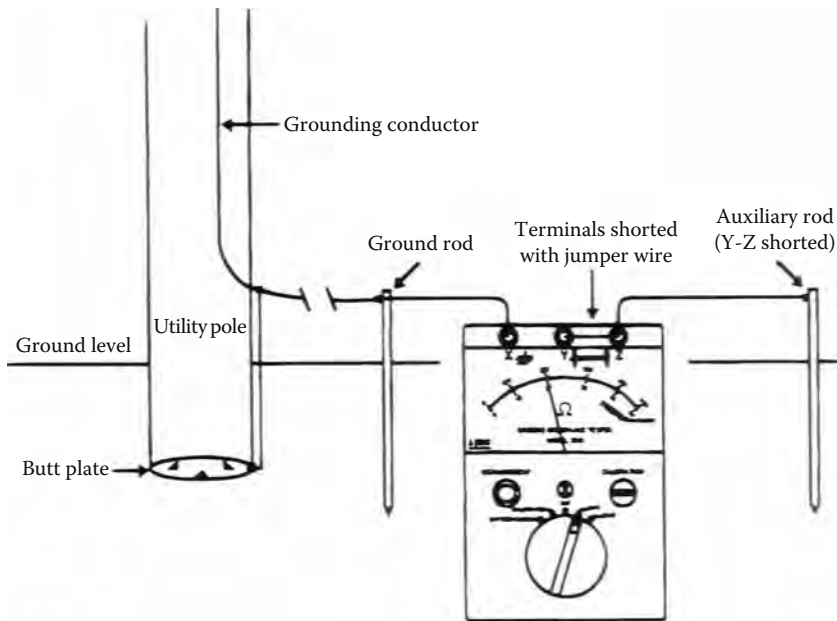 Grounding conductor
Ground rod
Terminals shorted
with jumper wire
Auxiliary rod
(Y-Z shorted)
Ground level
Utility pole
Butt plate
X
Y
Z
Ω